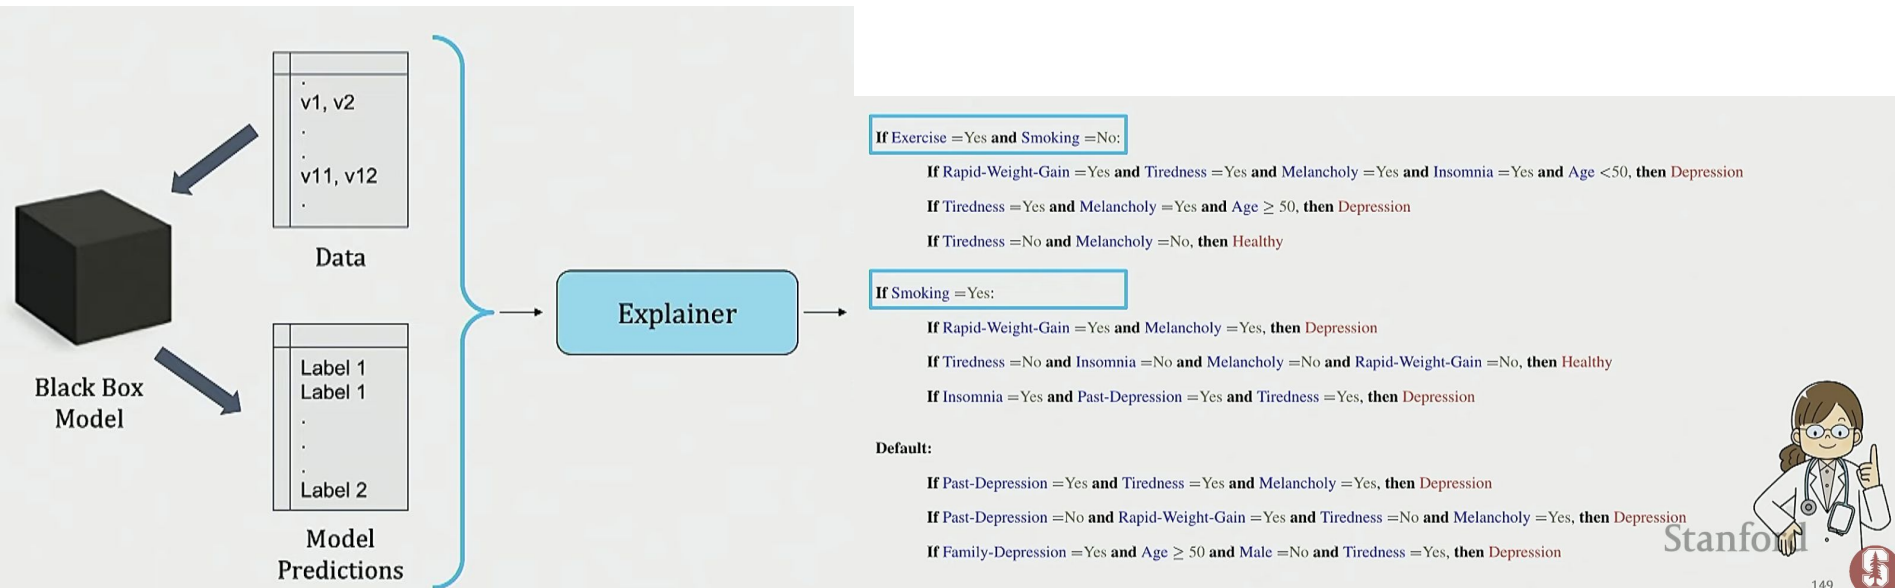 v1, v2
.
.
v11, v12
.
Data
Black Box
Model
Label 1
Label 1
.
.
.
Label 2
Model
Predictions
Explainer
If Exercise =Yes and Smoking =No:
If Rapid-Weight-Gain =Yes and Tiredness =Yes and Melancholy =Yes and Insomnia =Yes and Age <50, then Depression
If Tiredness =Yes and Melancholy =Yes and Age ≥ 50, then Depression
If Tiredness =No and Melancholy =No, then Healthy
If Smoking =Yes:
If Rapid-Weight-Gain =Yes and Melancholy =Yes, then Depression
If Tiredness =No and Insomnia =No and Melancholy =No and Rapid-Weight-Gain =No, then Healthy
If Insomnia =Yes and Past-Depression =Yes and Tiredness =Yes, then Depression
Default:
If Past-Depression =Yes and Tiredness =Yes and Melancholy =Yes, then Depression
If Past-Depression =No and Rapid-Weight-Gain =Yes and Tiredness =No and Melancholy =Yes, then Depression
If Family-Depression =Yes and Age ≥ 50 and Male =No and Tiredness =Yes, then Depression
Stanford
149